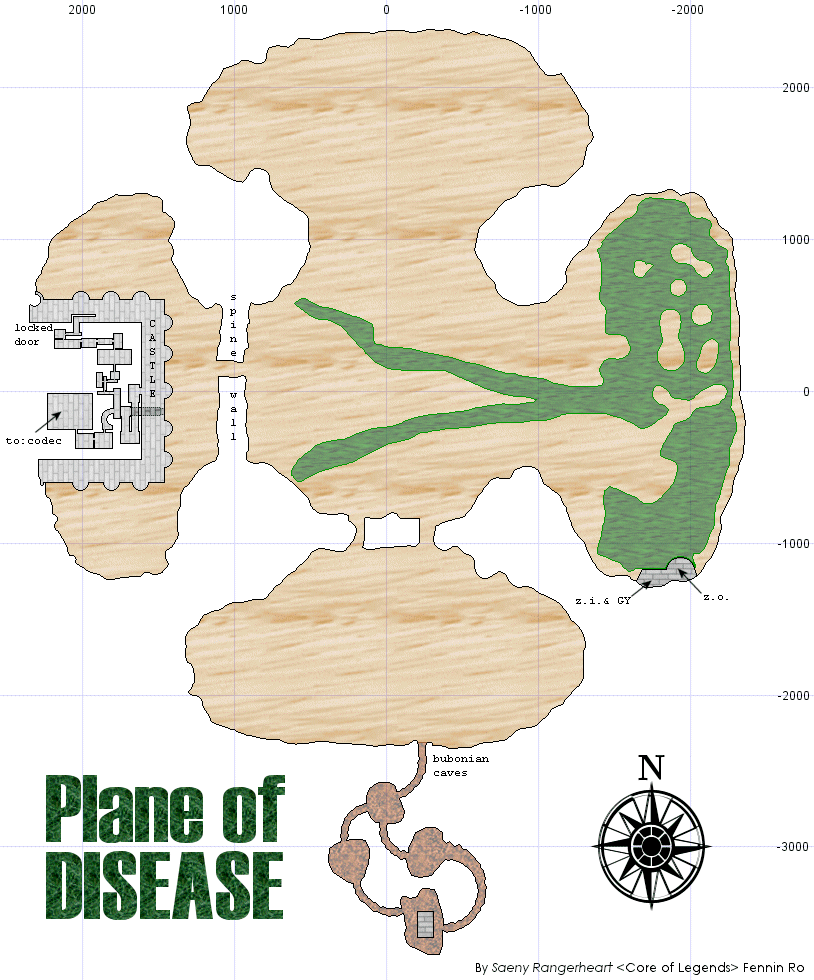 2000 1000 0 -1000 -2000
2000
1000
spine
CASTLE
locked
door
0
wall
to:codec
-1000
z.i.& GY
z.o.
-2000
bubonian
caves
N
Plane of
DISEASE
-3000
By Saeny Rangerheart <Core of Legends> Fennin Ro